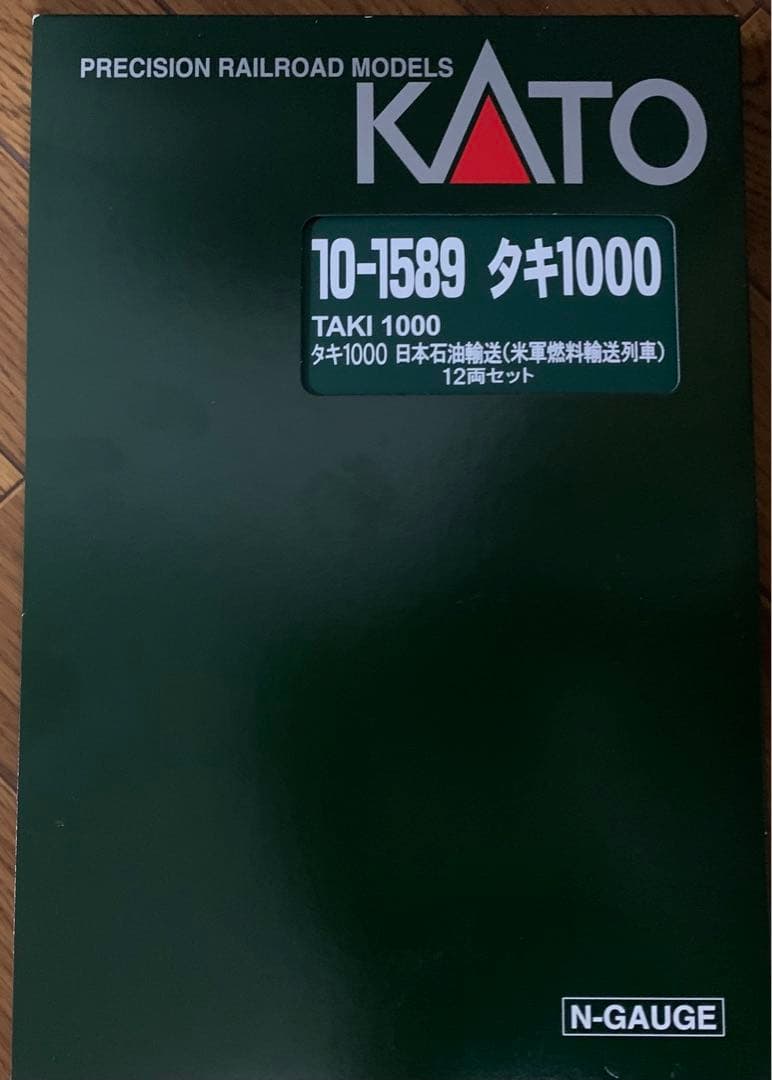 PRECISION RAILROAD MODELS
KATO
10-1589 タキ1000
TAKI 1000
タキ1000 日本石油輸送(米軍燃料輸送列車)
12両セット
N-GAUGE